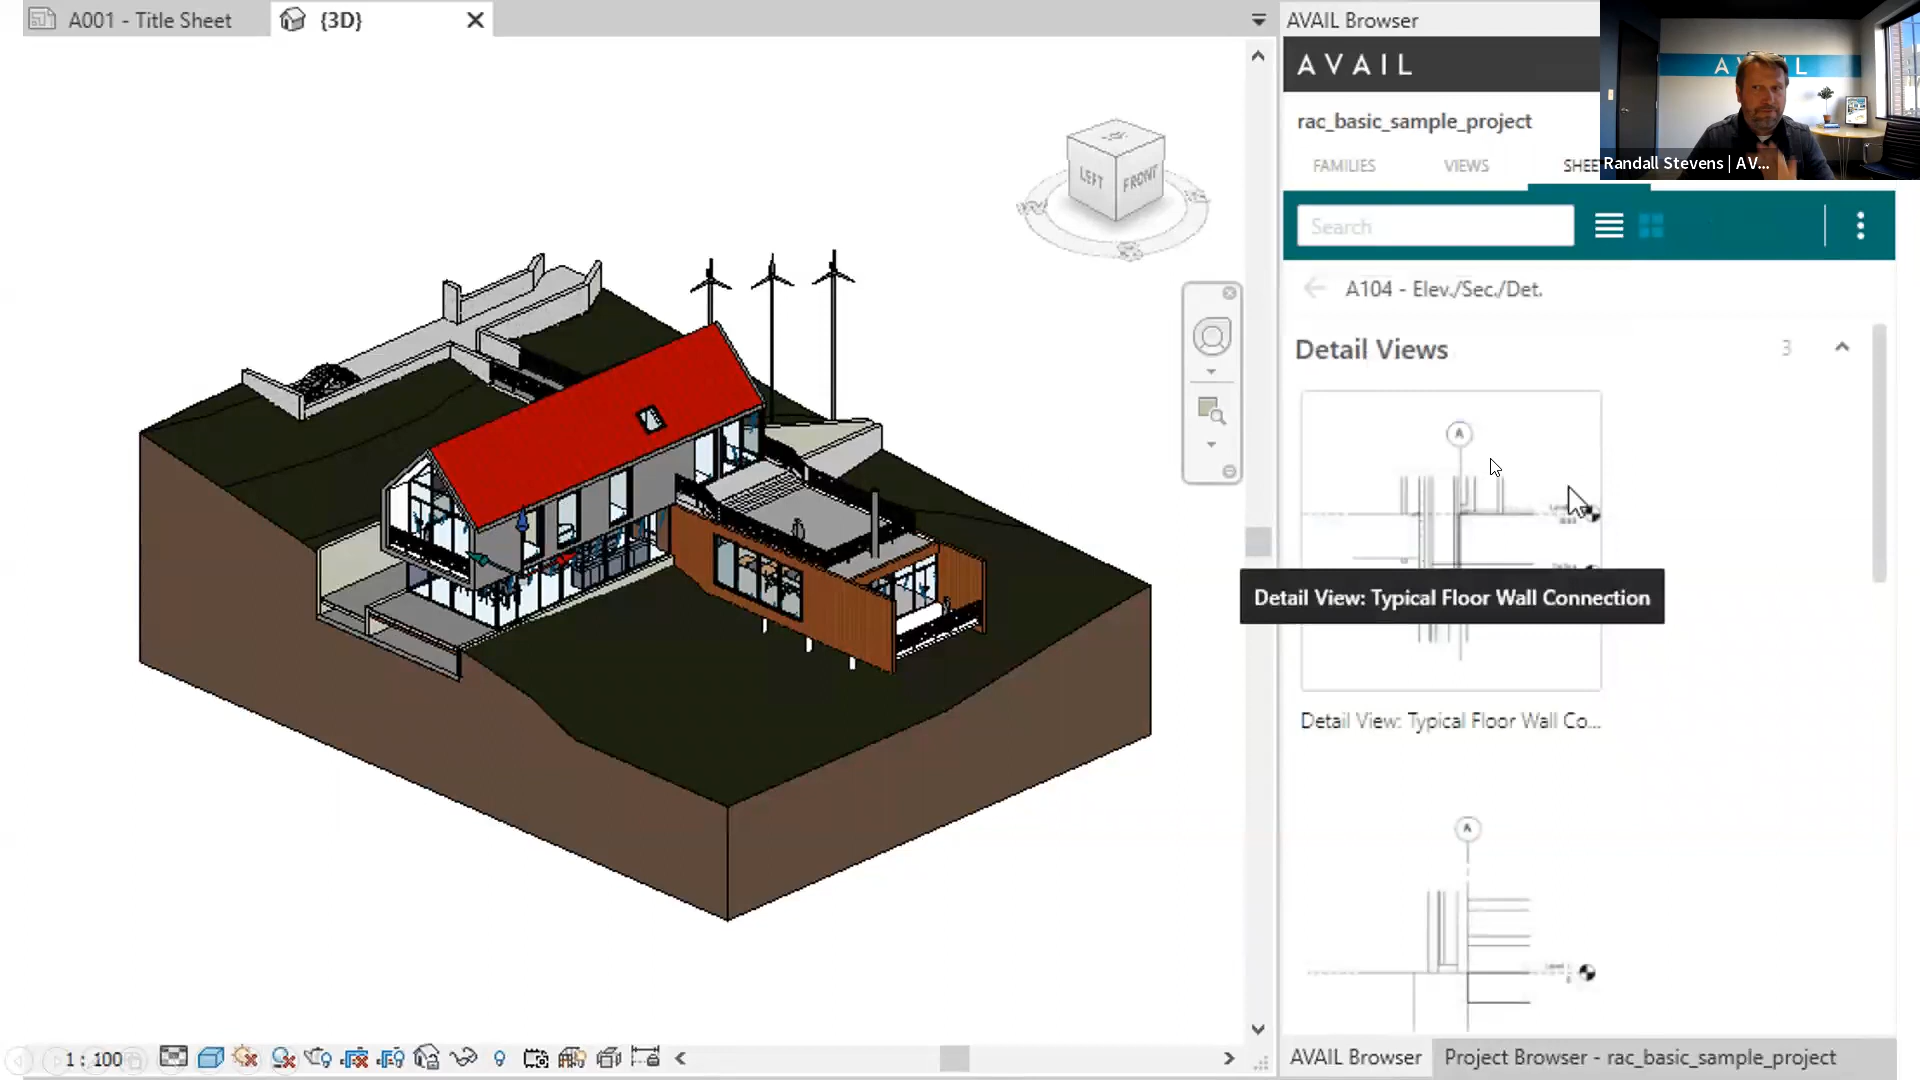 A001 - Title Sheet
{3D}
AVAIL Browser
AVAIL
rac_basic_sample_project
FAMILIES
VIEWS
SHEE
Search
A104 - Elev./Sec./Det.
Detail Views
3
A
Detail View: Typical Floor Wall Connection
Detail View: Typical Floor Wall Co...
A
Level
LEFT
FRONT
A L
Randall Stevens | AV...
1 : 100
AVAIL Browser
Project Browser - rac_basic_sample_project